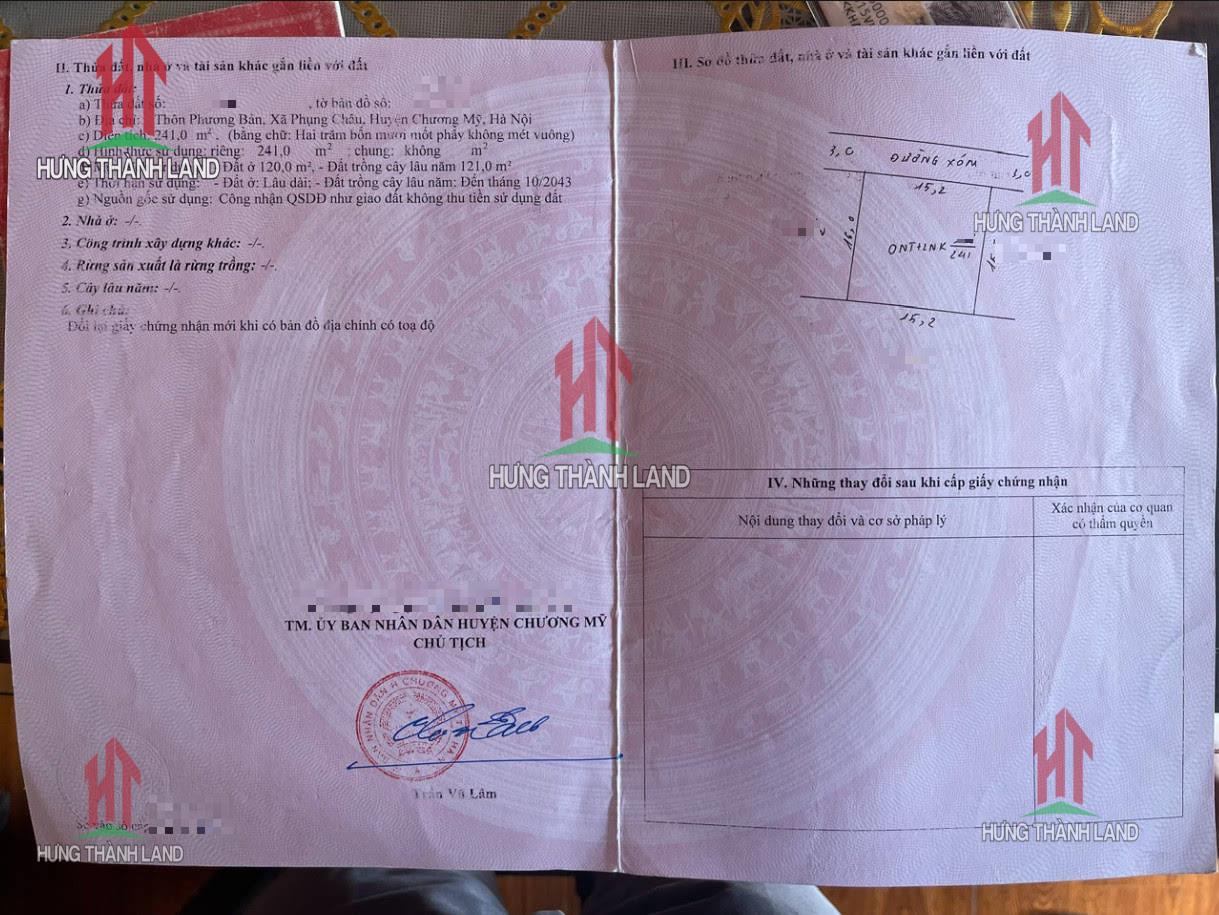 II. Thửa đất, nhà ở và tài sản khác gắn liền với đất
1. Thửa đất:
a) Thửa đất số: , tờ bản đồ số:
b) Địa chỉ: Thôn Phương Bản, Xã Phụng Châu, Huyện Chương Mỹ, Hà Nội
c) Diện tích: 241,0 m². (bằng chữ: Hai trăm bốn mươi mốt phẩy không mét vuông)
d) Hình thức sử dụng: riêng: 241,0 m²; chung: không m²
Đất ở 120,0 m², - Đất trồng cây lâu năm 121,0 m²
e) Thời hạn sử dụng: - Đất ở: Lâu dài; - Đất trồng cây lâu năm: Đến tháng 10/2043
g) Nguồn gốc sử dụng: Công nhận QSDĐ như giao đất không thu tiền sử dụng đất
2. Nhà ở: -/-.
3. Công trình xây dựng khác: -/-.
4. Rừng sản xuất là rừng trồng: -/-.
5. Cây lâu năm: -/-.
6. Ghi chú:
Đổi lại giấy chứng nhận mới khi có bản đồ địa chính có toạ độ
TM. ỦY BAN NHÂN DÂN HUYỆN CHƯƠNG MỸ
CHỦ TỊCH
Trần Vũ Lâm
III. Sơ đồ thửa đất, nhà ở và tài sản khác gắn liền với đất
3,0 ĐƯỜNG XÓM 3,0
15,2
16,0
ONT+LNK 241
15,2
IV. Những thay đổi sau khi cấp giấy chứng nhận
Nội dung thay đổi và cơ sở pháp lý
Xác nhận của cơ quan
có thẩm quyền
HƯNG THÀNH LAND
HƯNG THÀNH LAND
HƯNG THÀNH LAND
HƯNG THÀNH LAND
HƯNG THÀNH LAND